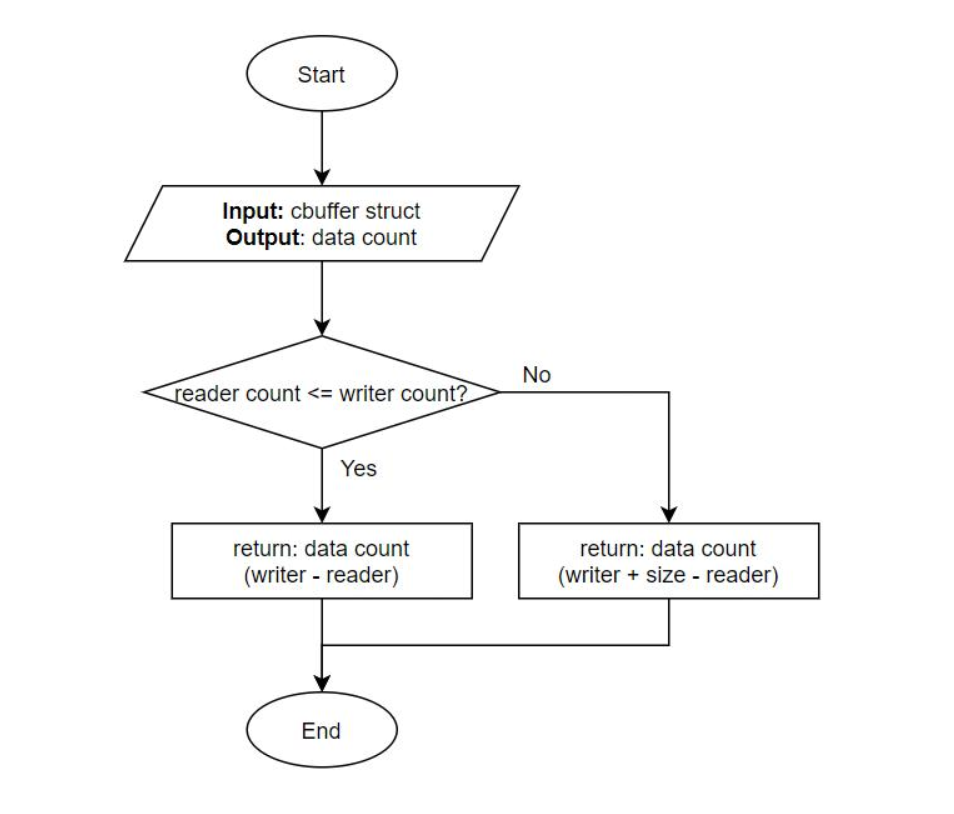 Start
Input: cbuffer struct
Output: data count
reader count <= writer count?
No
Yes
return: data count
(writer - reader)
return: data count
(writer + size - reader)
End